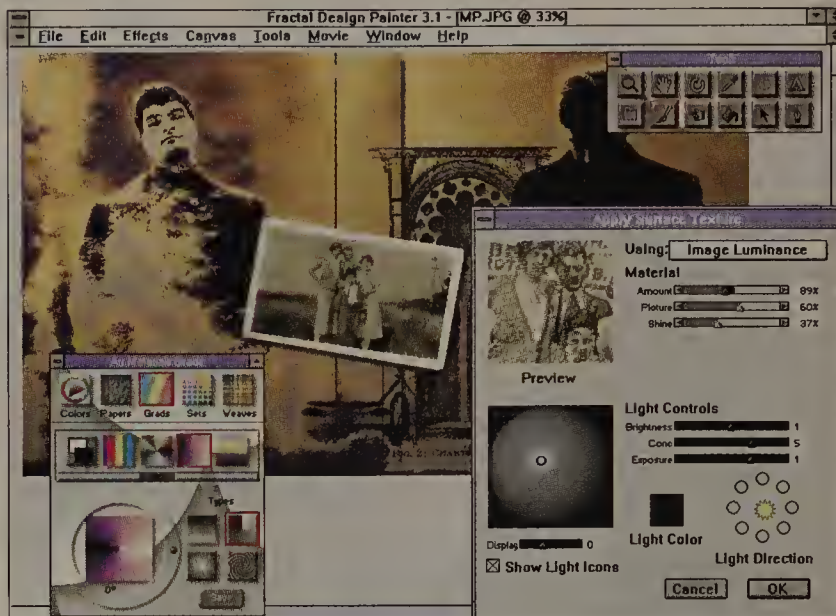 Fractal Design Painter 3.1 - [MP.JPG @ 33%]
File Edit Effects Canvas Tools Movie Window Help
Tools
Apply Surface Texture
Using: Image Luminance
Material
Amount 89%
Picture 60%
Shine 37%
Preview
Colors Papers Grads Sets Weaves
Types
0°
Save
FIG. 2:
Light Controls
Brightness 1
Conc 5
Exposure 1
Display 0
Show Light Icons
Light Color
Light Direction
Cancel OK